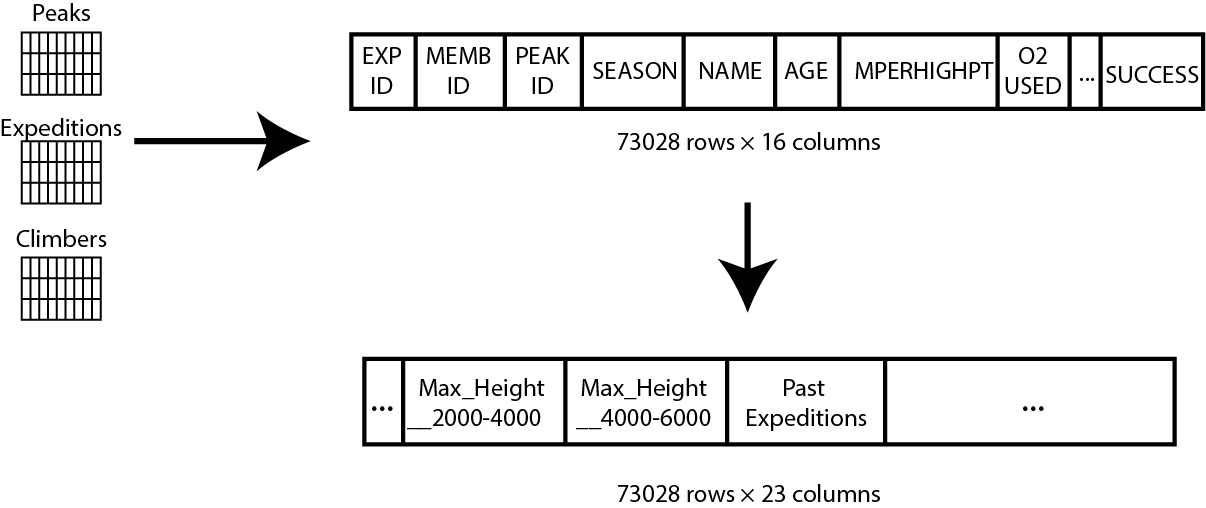 Peaks
Expeditions
Climbers
EXP
ID
MEMB
ID
PEAK
ID
SEASON
NAME
AGE
MPERHIGHPT
O2
USED
...
SUCCESS
73028 rows × 16 columns
...
Max_Height
__2000-4000
Max_Height
__4000-6000
Past
Expeditions
...
73028 rows × 23 columns